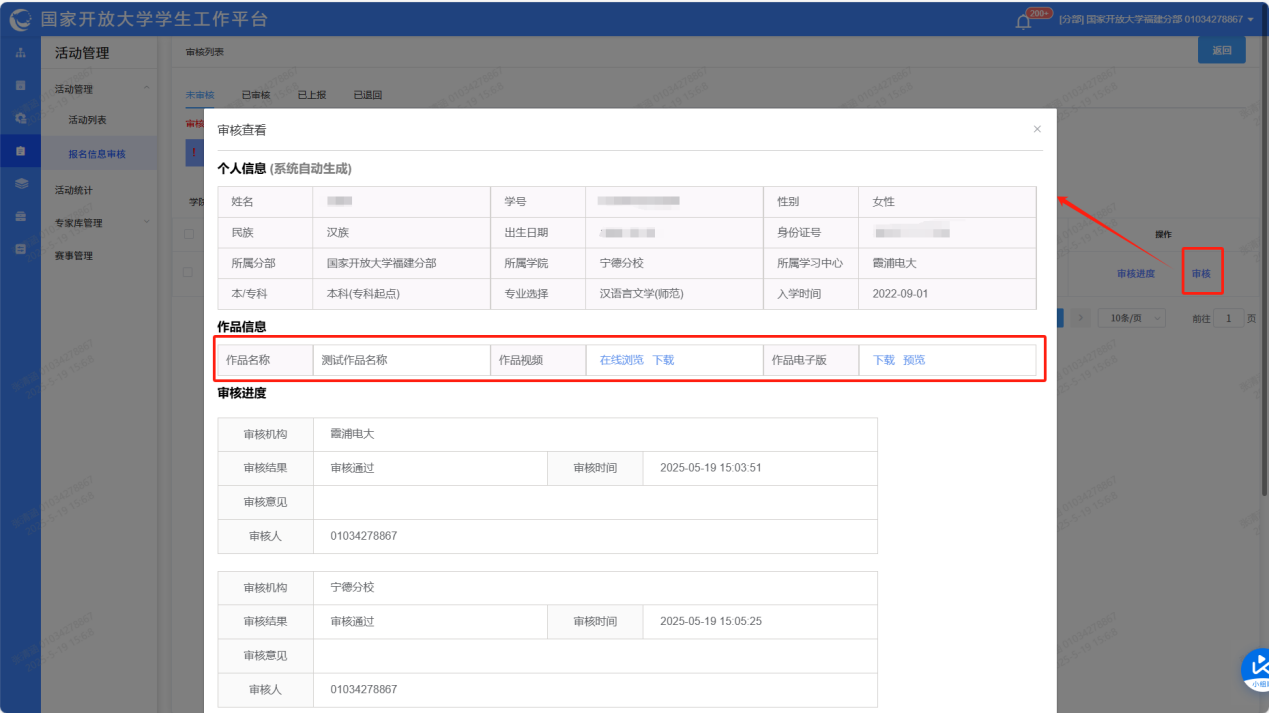 国家开放大学学生工作平台
200+
[分部] 国家开放大学福建分部 01034278867
活动管理
审核列表
返回
活动管理
活动列表
报名信息审核
活动统计
专家库管理
赛事管理
未审核 已审核 已上报 已退回
审核
!
学院
操作
审核进度 审核
10条/页
前往 1 页
审核查看
×
个人信息 (系统自动生成)
姓名 学号 性别 女性
民族 汉族 出生日期 身份证号
所属分部 国家开放大学福建分部 所属学院 宁德分校 所属学习中心 霞浦电大
本/专科 本科(专科起点) 专业选择 汉语言文学(师范) 入学时间 2022-09-01
作品信息
作品名称 测试作品名称 作品视频 在线浏览 下载 作品电子版 下载 预览
审核进度
审核机构 霞浦电大
审核结果 审核通过 审核时间 2025-05-19 15:03:51
审核意见
审核人 01034278867
审核机构 宁德分校
审核结果 审核通过 审核时间 2025-05-19 15:05:25
审核意见
审核人 01034278867